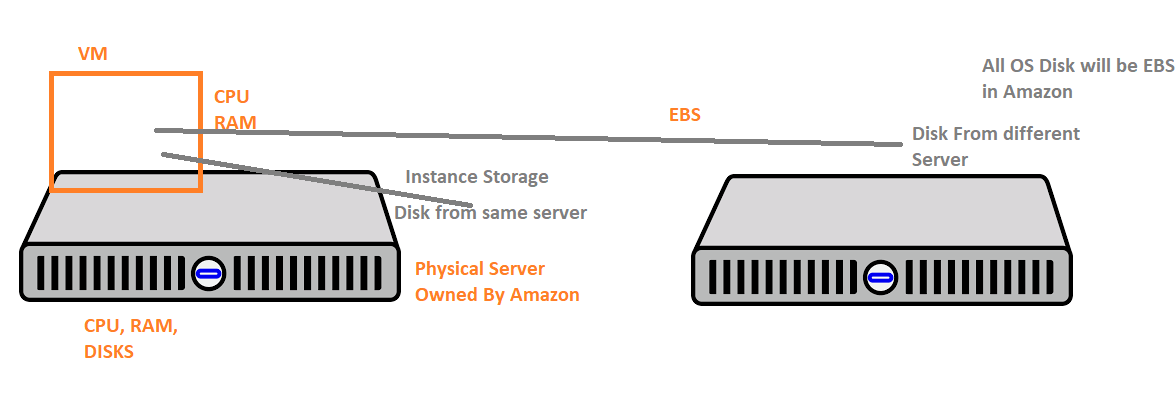 VM
CPU
RAM
EBS
All OS Disk will be EBS
in Amazon
Disk From different
Server
Instance Storage
Disk from same server
Physical Server
Owned By Amazon
CPU, RAM,
DISKS